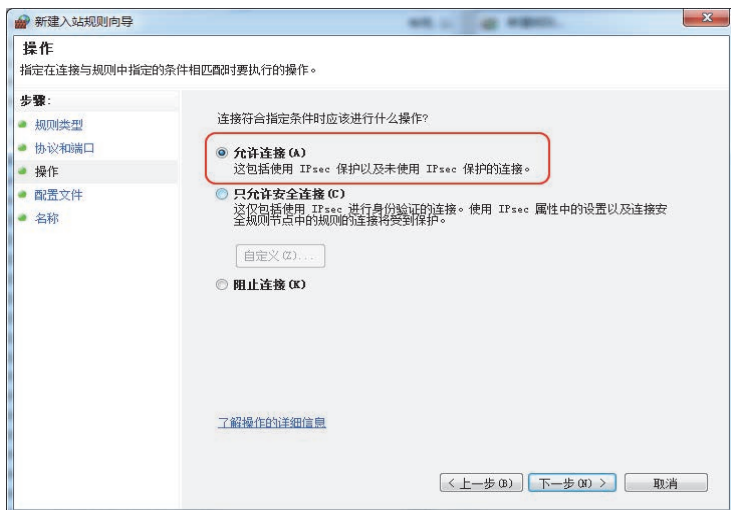 新建入站规则向导
操作
指定在连接与规则中指定的条件相匹配时要执行的操作。
步骤:
规则类型
协议和端口
操作
配置文件
名称
连接符合指定条件时应该进行什么操作?
允许连接(A)
这包括使用 IPsec 保护以及未使用 IPsec 保护的连接。
只允许安全连接(C)
这仅包括使用 IPsec 进行身份验证的连接。使用 IPsec 属性中的设置以及连接安
全规则节点中的规则的连接将受到保护。
自定义(Z)...
阻止连接(K)
了解操作的详细信息
< 上一步(B)
下一步(N) >
取消